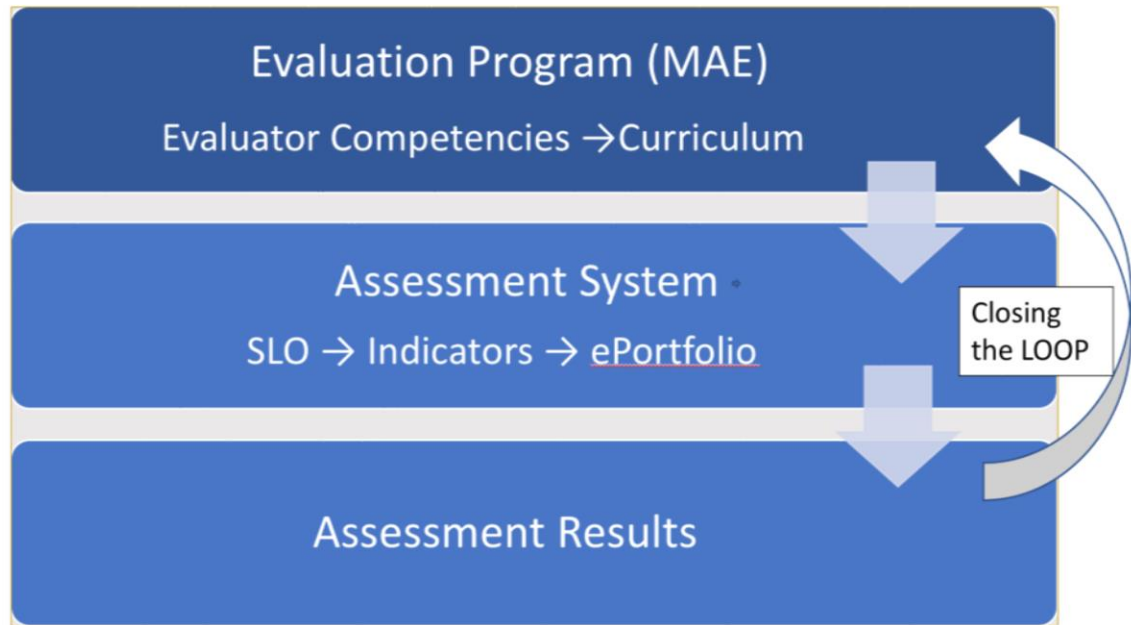 Evaluation Program (MAE)
Evaluator Competencies →Curriculum
Assessment System
SLO → Indicators → ePortfolio
Closing
the LOOP
Assessment Results